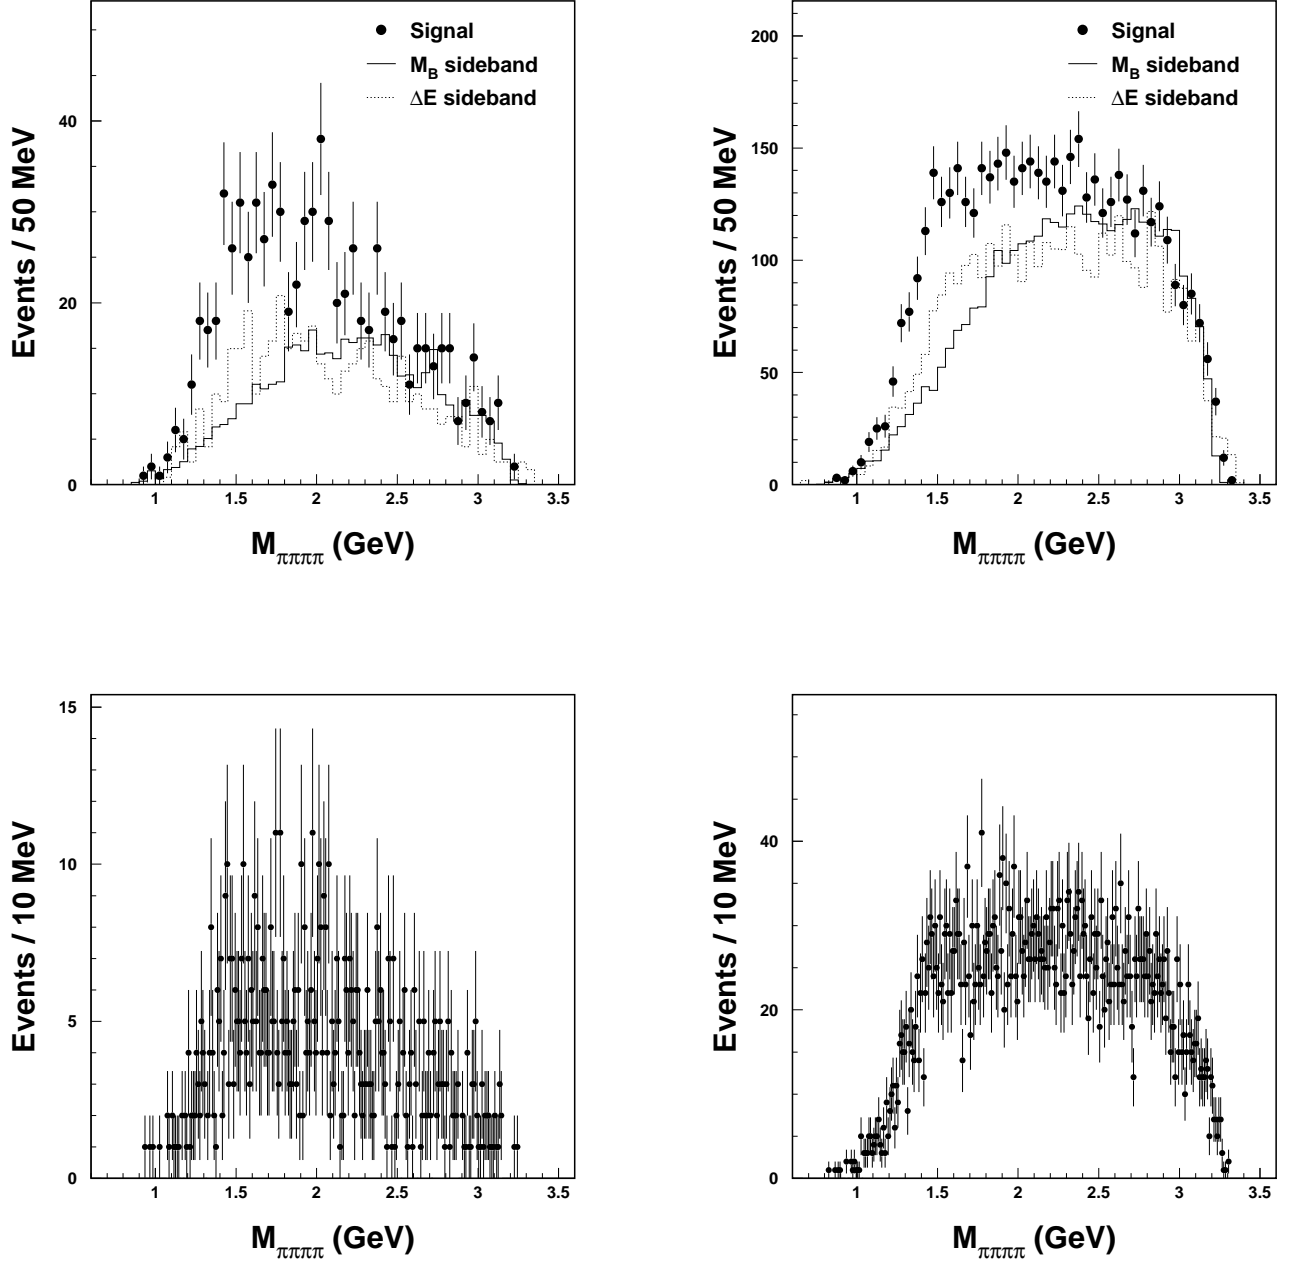 Events / 50 MeV
40
20
0
Signal
M_B sideband
ΔE sideband
1 1.5 2 2.5 3 3.5
M_ππππ (GeV)
Events / 50 MeV
200
150
100
50
0
Signal
M_B sideband
ΔE sideband
1 1.5 2 2.5 3 3.5
M_ππππ (GeV)
Events / 10 MeV
15
10
5
0
1 1.5 2 2.5 3 3.5
M_ππππ (GeV)
Events / 10 MeV
40
20
0
1 1.5 2 2.5 3 3.5
M_ππππ (GeV)